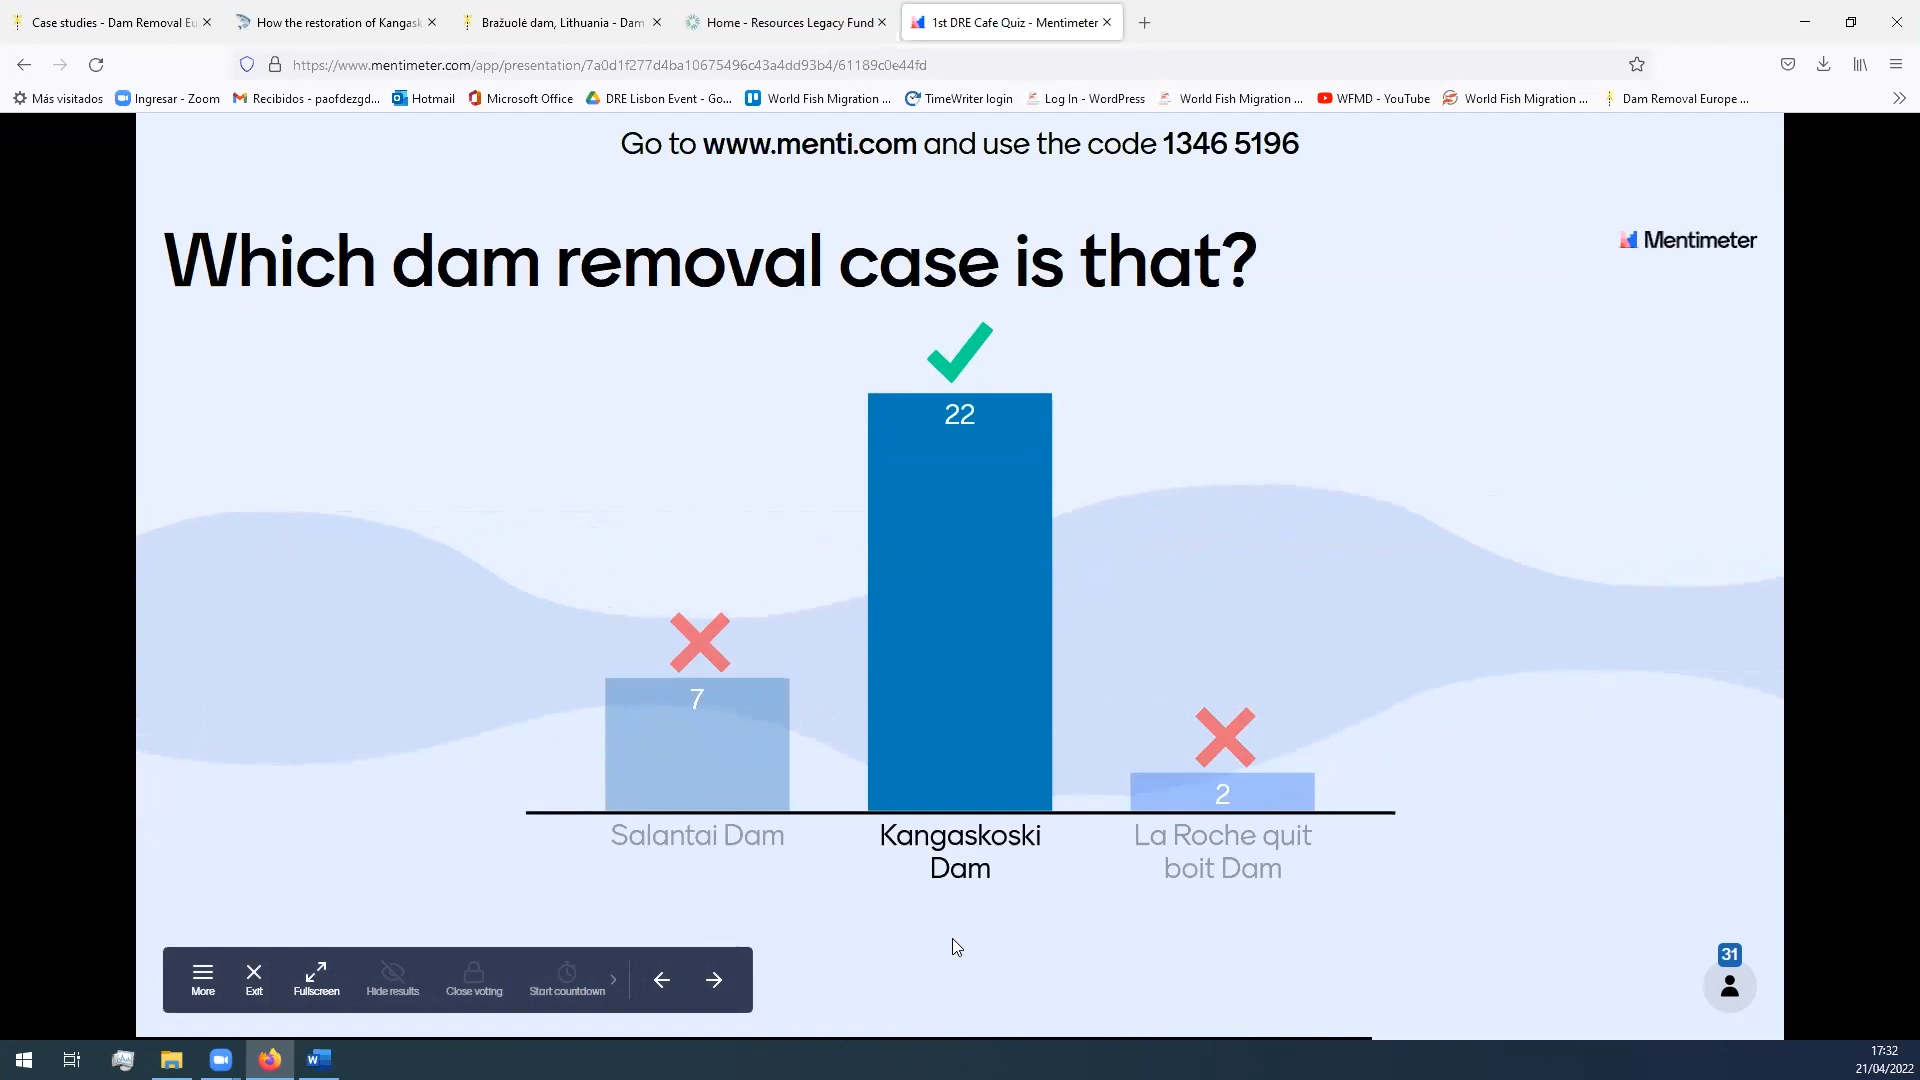 Case studies - Dam Removal Eu
How the restoration of Kangask
Bražuolė dam, Lithuania - Dam
Home - Resources Legacy Fund
1st DRE Cafe Quiz - Mentimeter
https://www.mentimeter.com/app/presentation/7a0d1f277d4ba10675496c43a4dd93b4/61189c0e44fd
Más visitados
Ingresar - Zoom
Recibidos - paofdezgd...
Hotmail
Microsoft Office
DRE Lisbon Event - Go...
World Fish Migration ...
TimeWriter login
Log In - WordPress
World Fish Migration ...
WFMD - YouTube
World Fish Migration ...
Dam Removal Europe ...
Go to www.menti.com and use the code 1346 5196
Which dam removal case is that?
Mentimeter
22
7
2
Salantai Dam
Kangaskoski
Dam
La Roche quit
boit Dam
More
Exit
Fullscreen
Hide results
Close voting
Start countdown
31
17:32
21/04/2022